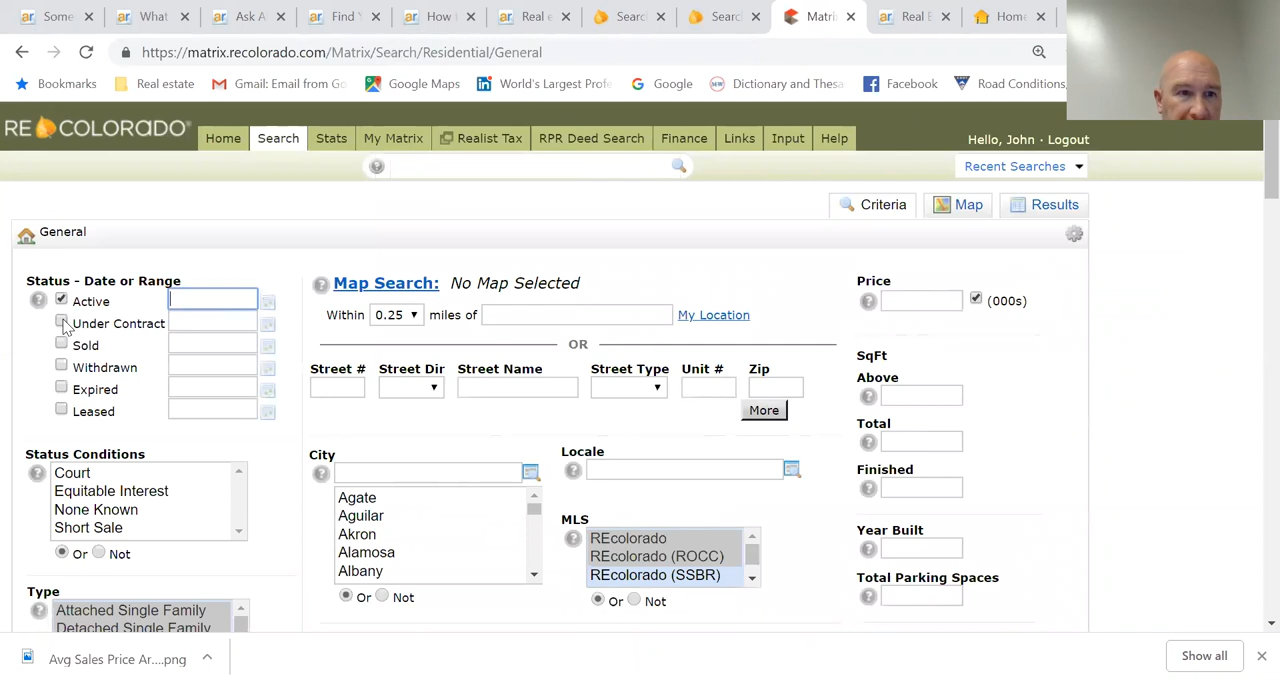 Some
What
Ask A
Find Y
How t
Real e
Searc
Searc
Matri
Real E
Home
https://matrix.recolorado.com/Matrix/Search/Residential/General
Bookmarks
Real estate
Gmail: Email from Go
Google Maps
World's Largest Profe
Google
Dictionary and Thesa
Facebook
Road Conditions,
RECOLORADO
Home
Search
Stats
My Matrix
Realist Tax
RPR Deed Search
Finance
Links
Input
Help
Hello, John - Logout
Recent Searches
Criteria
Map
Results
General
Status - Date or Range
Active
Under Contract
Sold
Withdrawn
Expired
Leased
Status Conditions
Court
Equitable Interest
None Known
Short Sale
Or Not
Type
Attached Single Family
Detached Single Family
Map Search: No Map Selected
Within 0.25 miles of My Location
OR
Street # Street Dir Street Name Street Type Unit # Zip
More
City
Agate
Aguilar
Akron
Alamosa
Albany
Or Not
Locale
MLS
REcolorado
REcolorado (ROCC)
REcolorado (SSBR)
Or Not
Price
(000s)
SqFt
Above
Total
Finished
Year Built
Total Parking Spaces
Avg Sales Price Ar....png
Show all